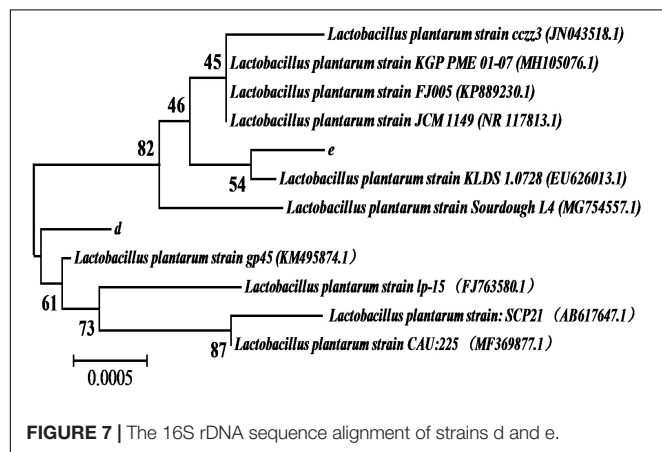 Lactobacillus plantarum strain cczz3 (JN043518.1)
45
Lactobacillus plantarum strain KGP PME 01-07 (MH105076.1)
Lactobacillus plantarum strain FJ005 (KP889230.1)
46
Lactobacillus plantarum strain JCM 1149 (NR 117813.1)
82
e
54
Lactobacillus plantarum strain KLDS 1.0728 (EU626013.1)
Lactobacillus plantarum strain Sourdough L4 (MG754557.1)
d
Lactobacillus plantarum strain gp45 (KM495874.1)
61
Lactobacillus plantarum strain lp-15 (FJ763580.1)
73
Lactobacillus plantarum strain: SCP21 (AB617647.1)
87
Lactobacillus plantarum strain CAU:225 (MF369877.1)
0.0005
FIGURE 7 | The 16S rDNA sequence alignment of strains d and e.